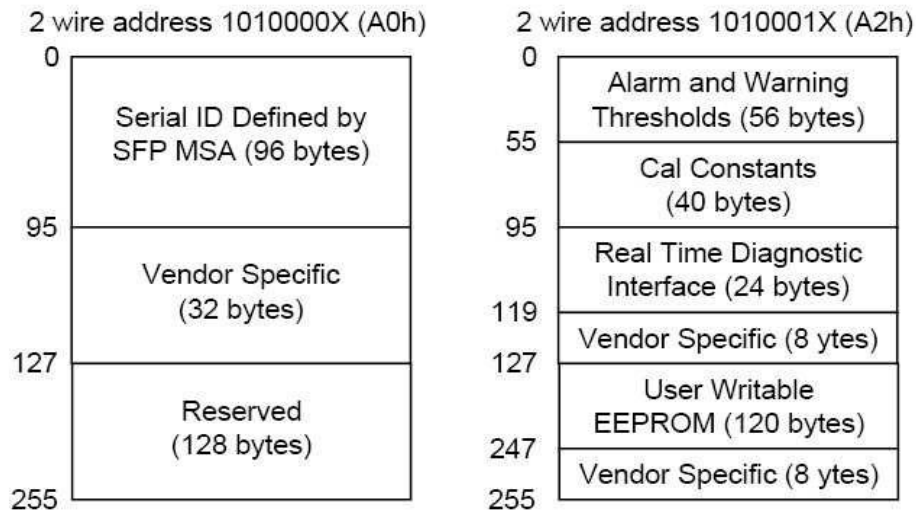 2 wire address 1010000X (A0h)
0
Serial ID Defined by
SFP MSA (96 bytes)
95
Vendor Specific
(32 bytes)
127
Reserved
(128 bytes)
255
2 wire address 1010001X (A2h)
0
Alarm and Warning
Thresholds (56 bytes)
55
Cal Constants
(40 bytes)
95
Real Time Diagnostic
Interface (24 bytes)
119
Vendor Specific (8 ytes)
127
User Writable
EEPROM (120 bytes)
247
Vendor Specific (8 ytes)
255